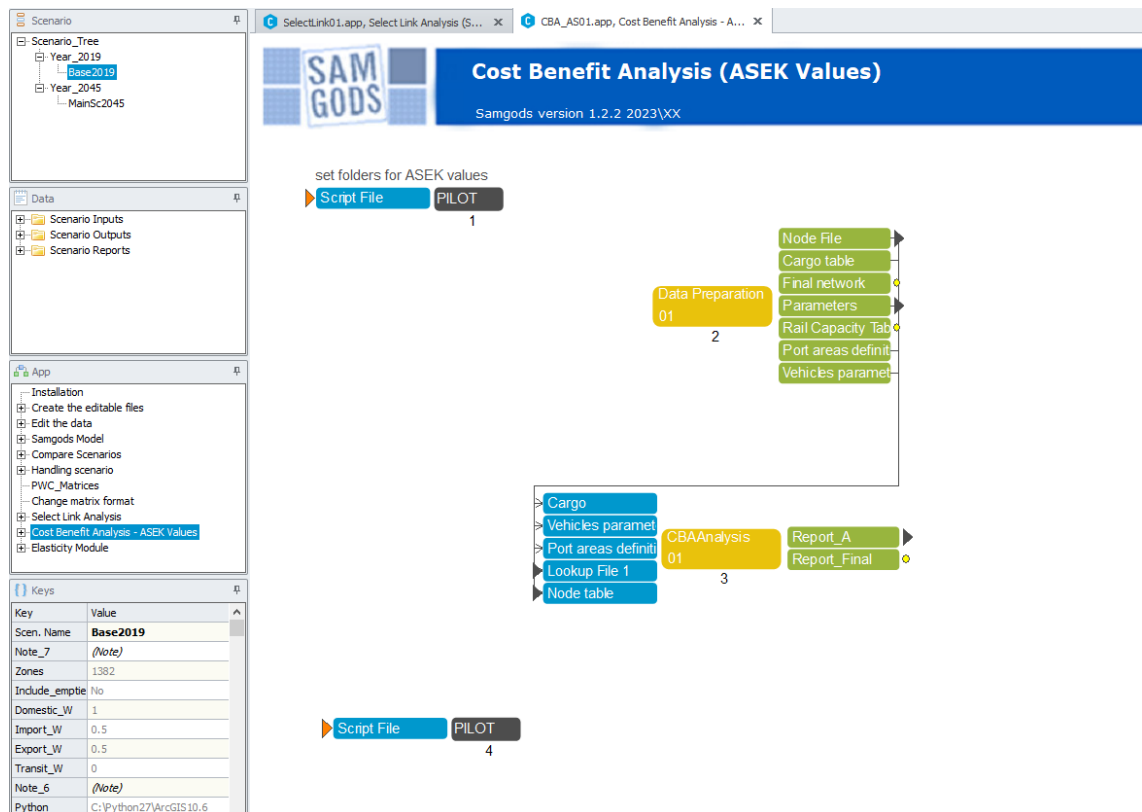 Scenario
Scenario_Tree
Year_2019
Base2019
Year_2045
MainSc2045
Data
Scenario Inputs
Scenario Outputs
Scenario Reports
App
Installation
Create the editable files
Edit the data
Samgods Model
Compare Scenarios
Handling scenario
PWC_Matrices
Change matrix format
Select Link Analysis
Cost Benefit Analysis - ASEK Values
Elasticity Module
Keys
Key Value
Scen. Name Base2019
Note_7 (Note)
Zones 1382
Include_emptie No
Domestic_W 1
Import_W 0.5
Export_W 0.5
Transit_W 0
Note_6 (Note)
Python C:\Python27\ArcGIS10.6
SelectLink01.app, Select Link Analysis (S...
CBA_AS01.app, Cost Benefit Analysis - A...
SAM
GODS
Cost Benefit Analysis (ASEK Values)
Samgods version 1.2.2 2023\XX
set folders for ASEK values
Script File PILOT
1
Data Preparation
01
2
Node File
Cargo table
Final network
Parameters
Rail Capacity Tab
Port areas definit
Vehicles paramet
Cargo
Vehicles paramet
Port areas definiti
Lookup File 1
Node table
CBAAnalysis
01
3
Report_A
Report_Final
Script File PILOT
4